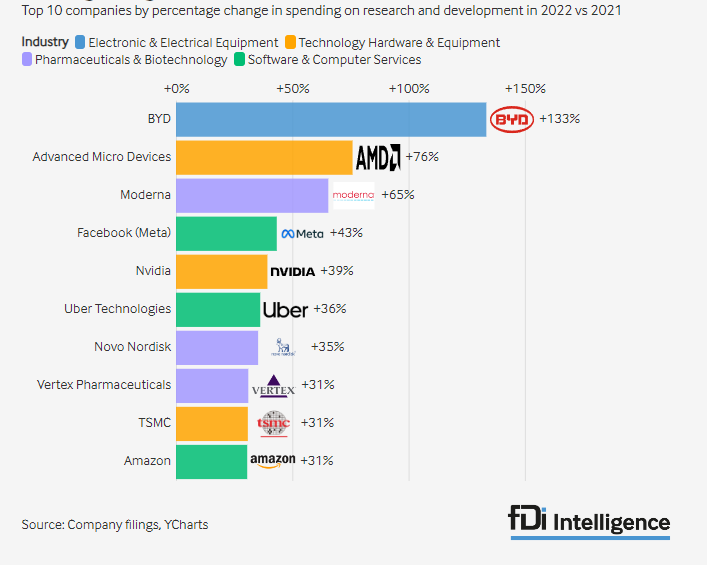 Top 10 companies by percentage change in spending on research and development in 2022 vs 2021
Industry Electronic & Electrical Equipment Technology Hardware & Equipment
Pharmaceuticals & Biotechnology Software & Computer Services
+0% +50% +100% +150%
BYD BYD +133%
Advanced Micro Devices AMD +76%
Moderna moderna +65%
Facebook (Meta) Meta +43%
Nvidia NVIDIA +39%
Uber Technologies Uber +36%
Novo Nordisk novo nordisk +35%
Vertex Pharmaceuticals VERTEX +31%
TSMC tsmc +31%
Amazon amazon +31%
Source: Company filings, YCharts
fDi Intelligence